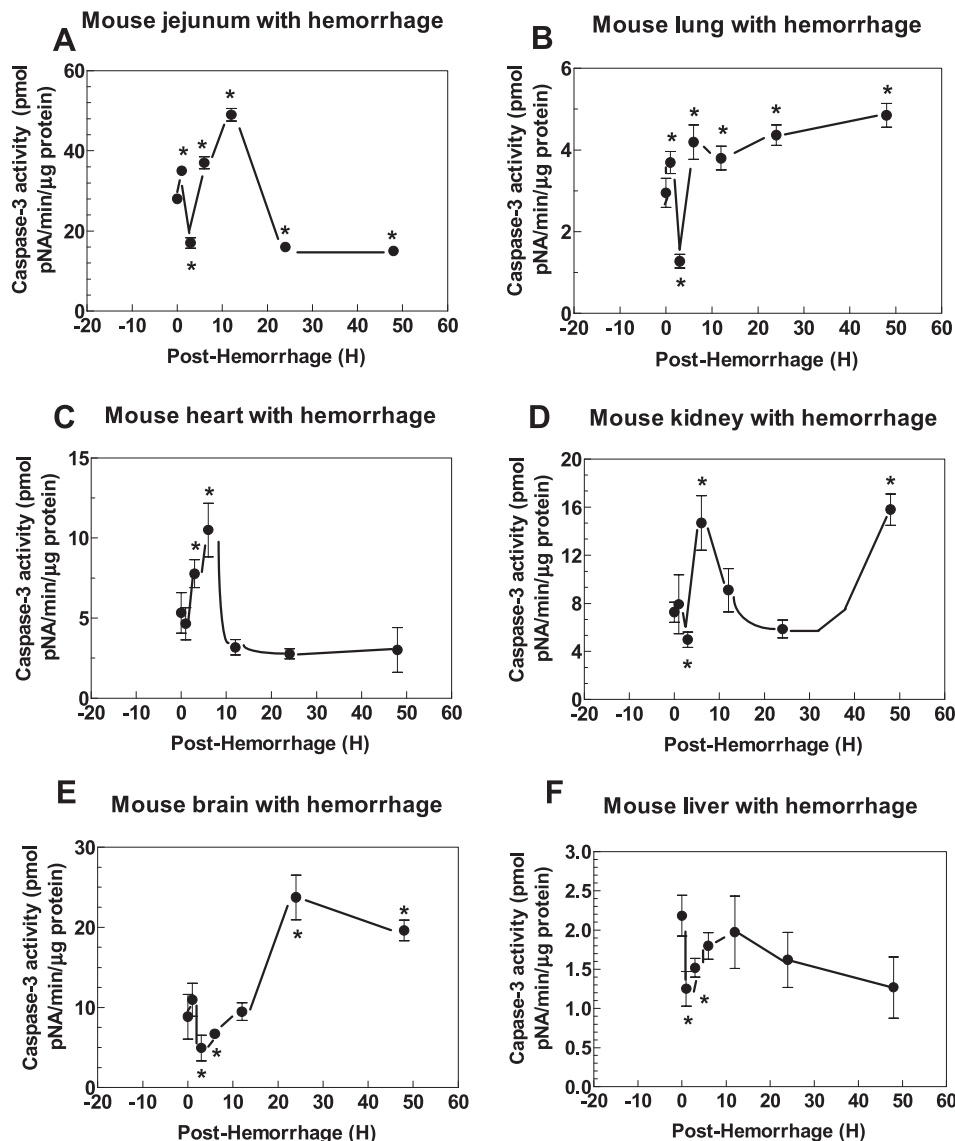 A
Mouse jejunum with hemorrhage
Caspase-3 activity (pmol
pNA/min/µg protein)
60
40
20
0
-20 -10 0 10 20 30 40 50 60
Post-Hemorrhage (H)
* * * * * * 
B
Mouse lung with hemorrhage
Caspase-3 activity (pmol
pNA/min/µg protein)
6
4
2
0
-20 -10 0 10 20 30 40 50 60
Post-Hemorrhage (H)
* * * * * *
C
Mouse heart with hemorrhage
Caspase-3 activity (pmol
pNA/min/µg protein)
15
10
5
0
-20 -10 0 10 20 30 40 50 60
Post-Hemorrhage (H)
* *
D
Mouse kidney with hemorrhage
Caspase-3 activity (pmol
pNA/min/µg protein)
20
16
12
8
4
0
-20 -10 0 10 20 30 40 50 60
Post-Hemorrhage (H)
* * *
E
Mouse brain with hemorrhage
Caspase-3 activity (pmol
pNA/min/µg protein)
30
20
10
0
-20 -10 0 10 20 30 40 50 60
Post-Hemorrhage (H)
* * * *
F
Mouse liver with hemorrhage
Capase-3 activity (pmol
pNA/min/µg protein)
3.0
2.5
2.0
1.5
1.0
0.5
0.0
-20 -10 0 10 20 30 40 50 60
Post-Hemorrhage (H)
* *